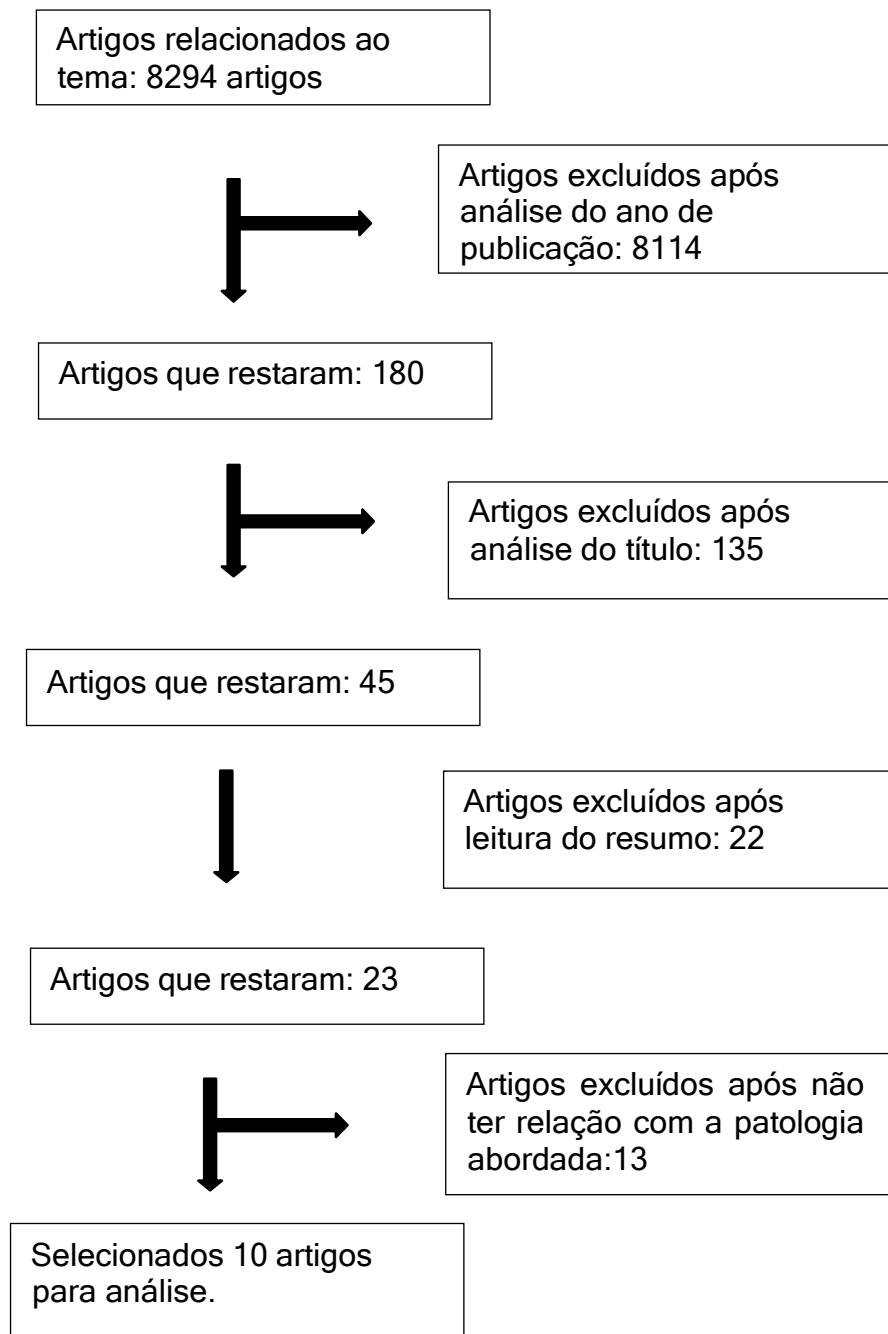 Artigos relacionados ao
tema: 8294 artigos
Artigos excluídos após
análise do ano de
publicação: 8114
Artigos que restaram: 180
Artigos excluídos após
análise do título: 135
Artigos que restaram: 45
Artigos excluídos após
leitura do resumo: 22
Artigos que restaram: 23
Artigos excluídos após não
ter relação com a patologia
abordada:13
Selecionados 10 artigos
para análise.